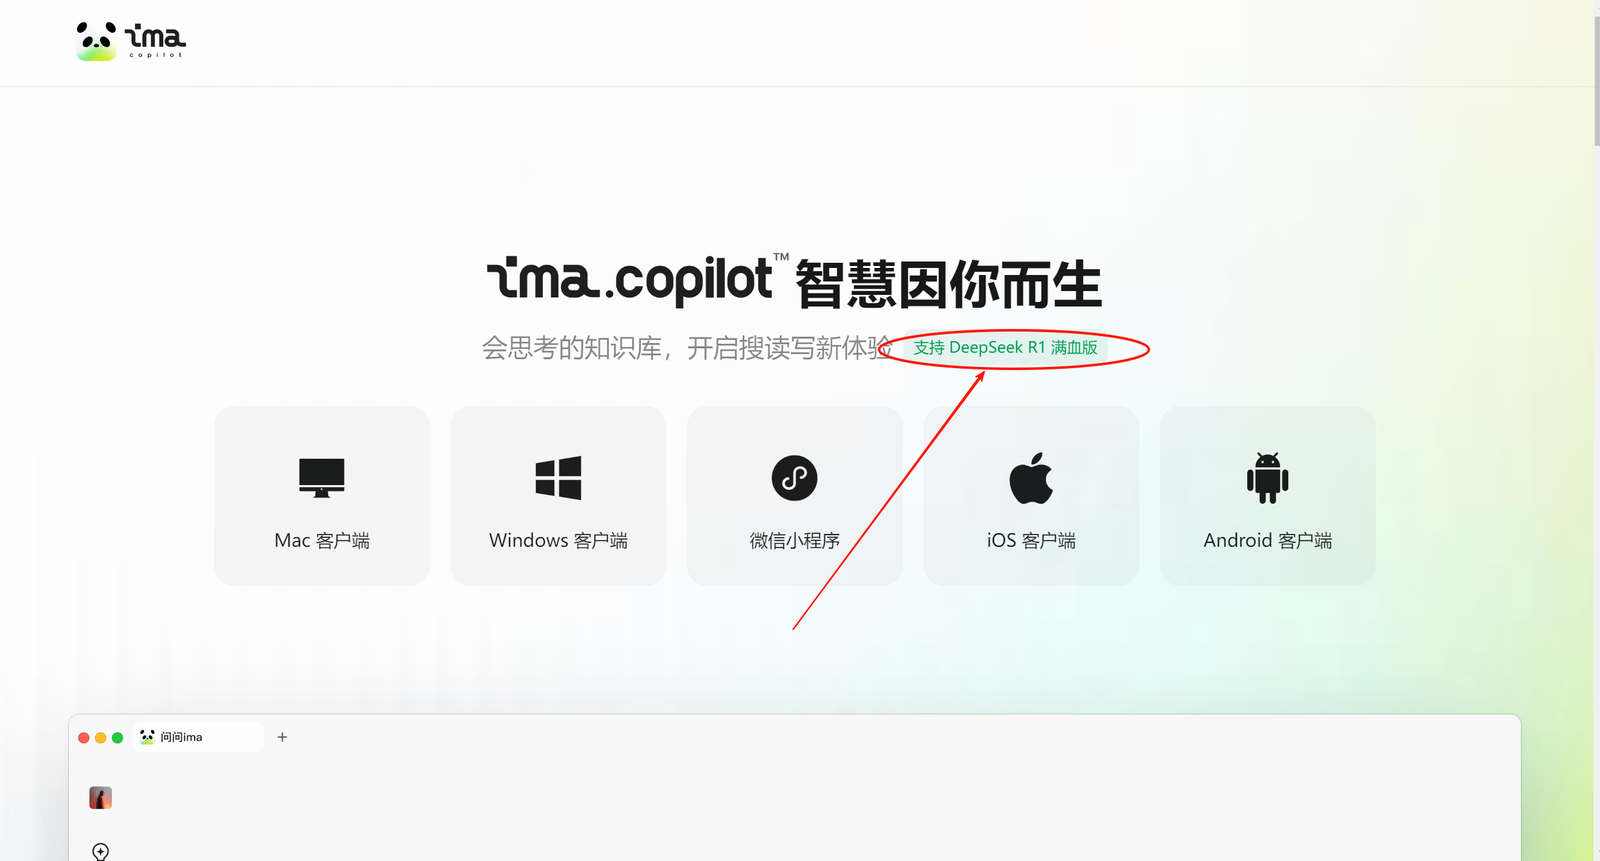 ima
copilot
ima.copilot™ 智慧因你而生
会思考的知识库，开启搜读写新体验 支持 DeepSeek R1 满血版
Mac 客户端
Windows 客户端
微信小程序
iOS 客户端
Android 客户端
问问ima +